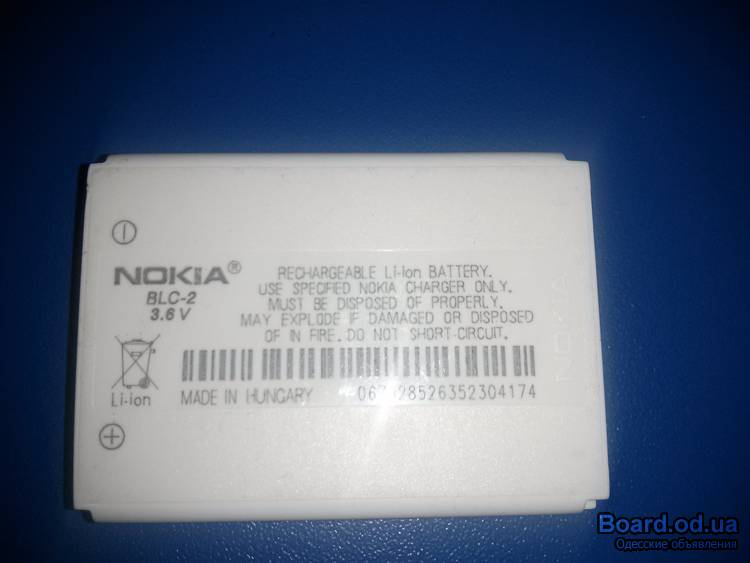 NOKIA®
BLC-2
3.6 V
RECHARGEABLE Li-Ion BATTERY.
USE SPECIFIED NOKIA CHARGER ONLY.
MUST BE DISPOSED OF PROPERLY.
MAY EXPLODE IF DAMAGED OR DISPOSED
OF IN FIRE. DO NOT SHORT-CIRCUIT.
Li-ion
MADE IN HUNGARY
NOKIA
Board.od.ua
Одесские объявления